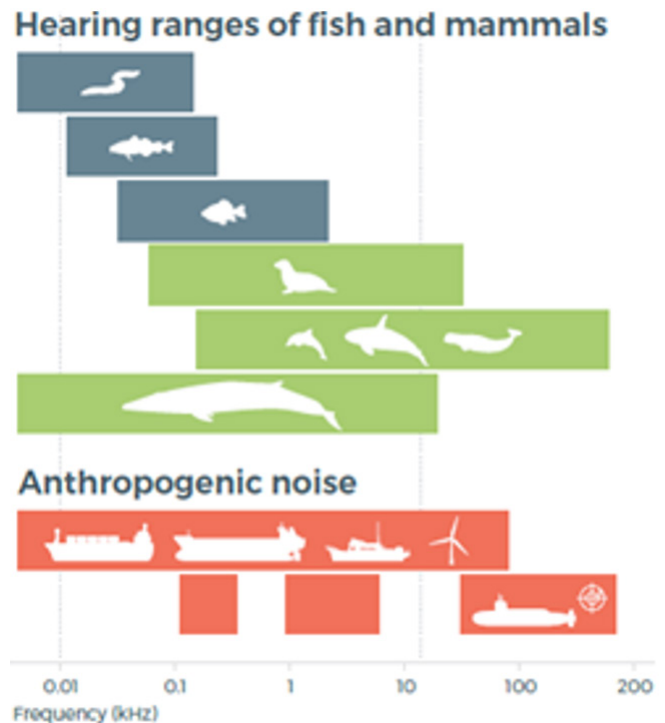 Hearing ranges of fish and mammals
Anthropogenic noise
0.01 0.1 1 10 100 200
Frequency (kHz)